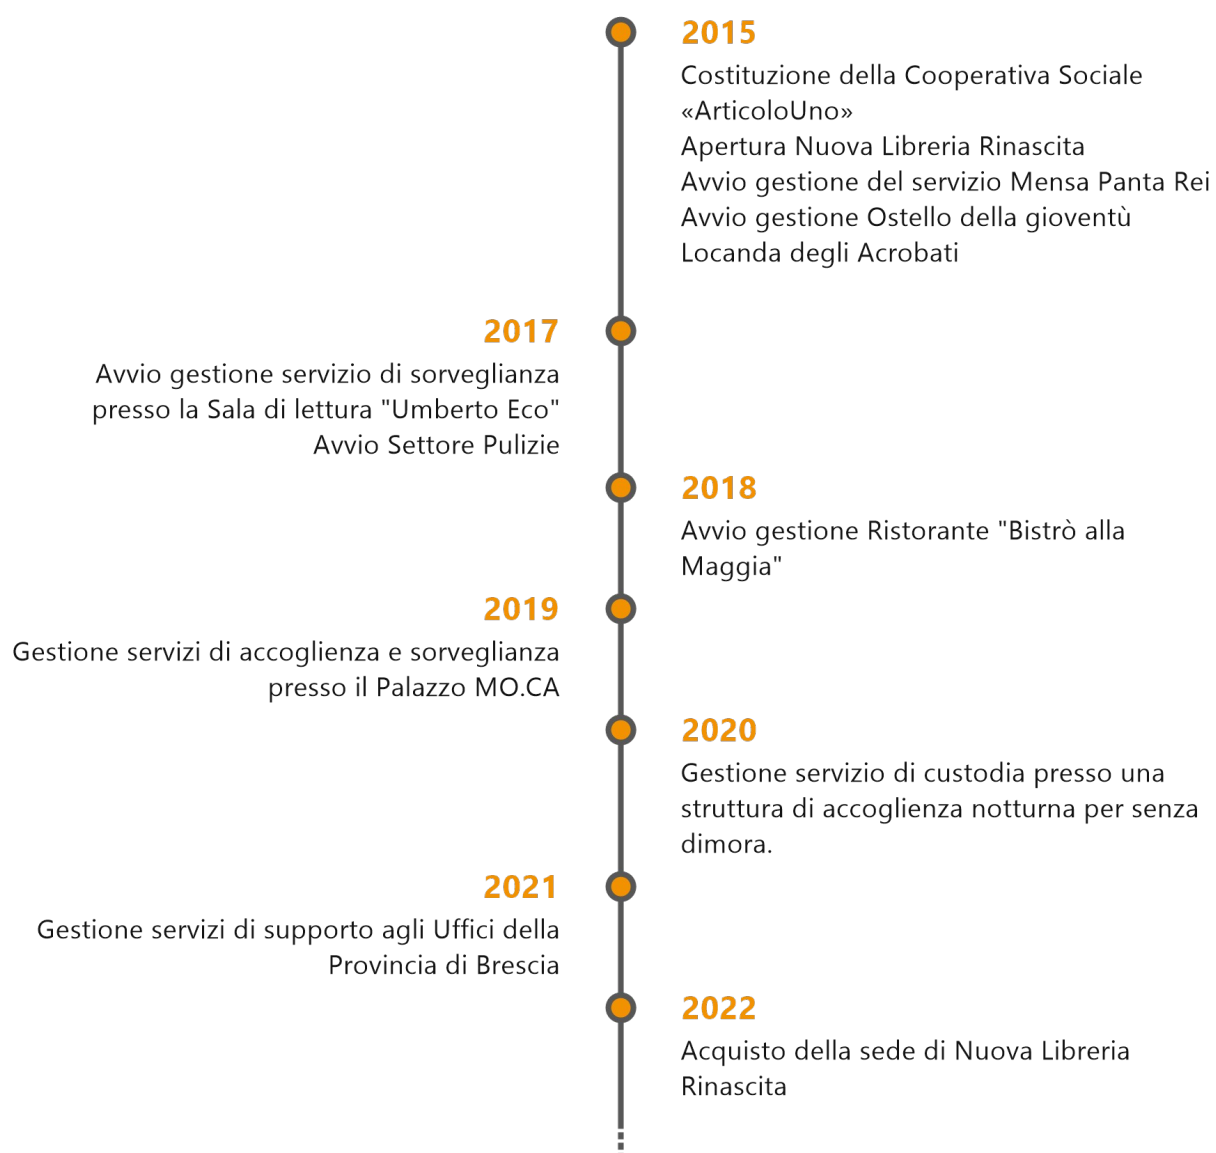 2015
Costituzione della Cooperativa Sociale
«ArticoloUno»
Apertura Nuova Libreria Rinascita
Avvio gestione del servizio Mensa Panta Rei
Avvio gestione Ostello della gioventù
Locanda degli Acrobati
2017
Avvio gestione servizio di sorveglianza
presso la Sala di lettura "Umberto Eco"
Avvio Settore Pulizie
2018
Avvio gestione Ristorante "Bistrò alla
Maggia"
2019
Gestione servizi di accoglienza e sorveglianza
presso il Palazzo MO.CA
2020
Gestione servizio di custodia presso una
struttura di accoglienza notturna per senza
dimora.
2021
Gestione servizi di supporto agli Uffici della
Provincia di Brescia
2022
Acquisto della sede di Nuova Libreria
Rinascita